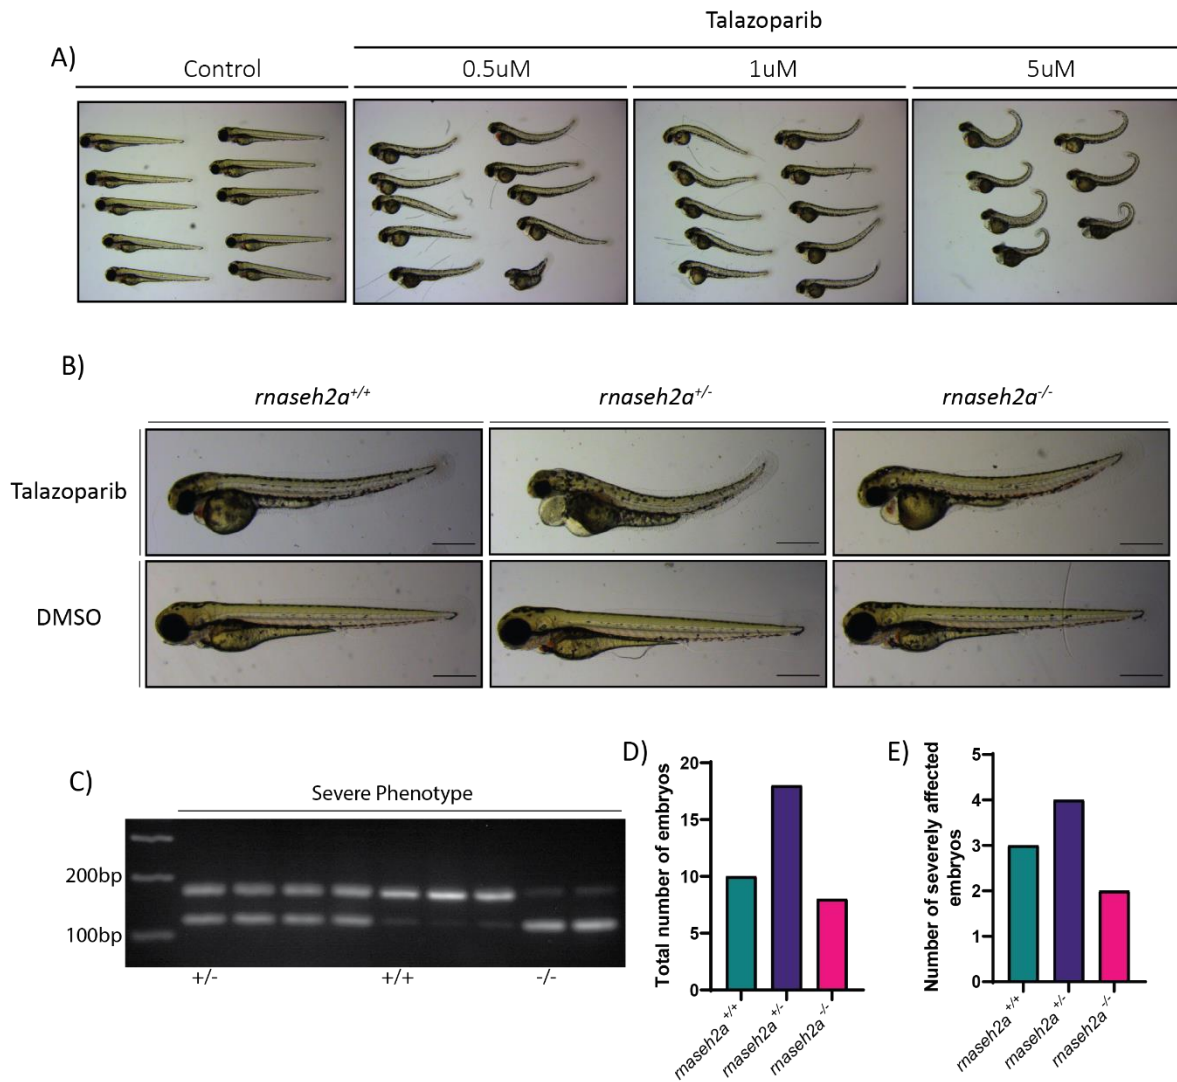 Talazoparib
A)
Control
0.5uM
1uM
5uM
B)
rnaseh2a+/+
rnaseh2a+/-
rnaseh2a-/-
Talazoparib
DMSO
C)
Severe Phenotype
200bp
100bp
+/-
+/+
-/-
D)
Total number of embryos
20
15
10
5
0
rnaseh2a+/+
rnaseh2a+/-
rnaseh2a-/-
E)
Number of severely affected
embryos
5
4
3
2
1
0
rnaseh2a+/+
rnaseh2a+/-
rnaseh2a-/-